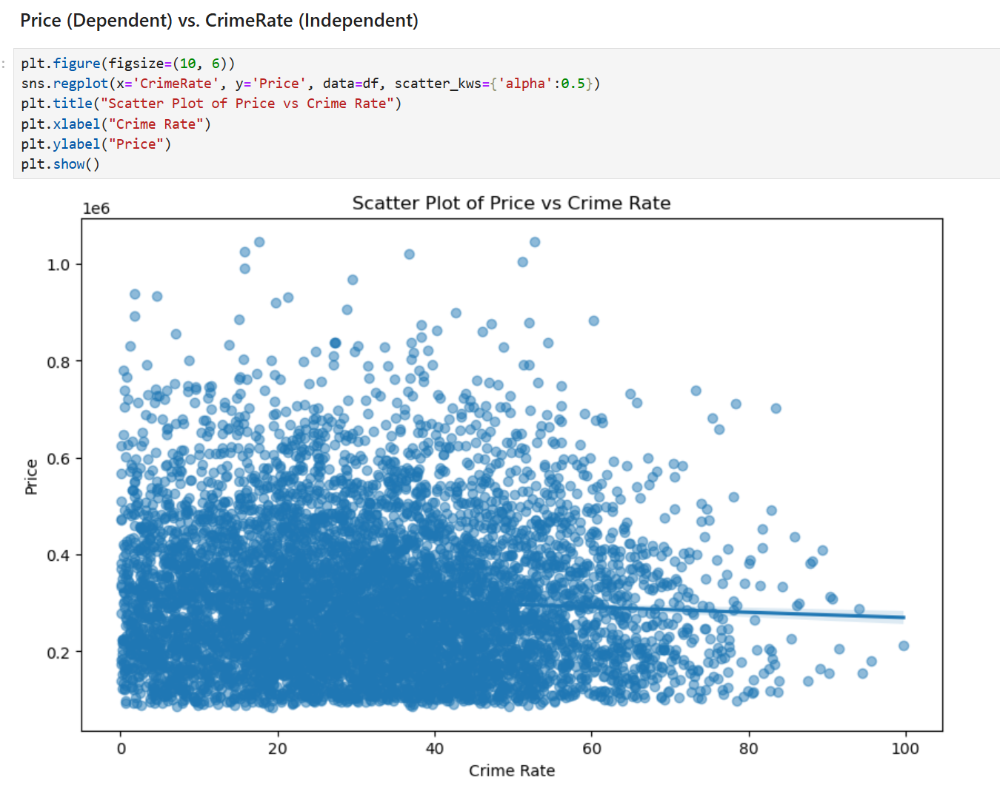 Price (Dependent) vs. CrimeRate (Independent)
:
plt.figure(figsize=(10, 6))
sns.regplot(x='CrimeRate', y='Price', data=df, scatter_kws={'alpha':0.5})
plt.title("Scatter Plot of Price vs Crime Rate")
plt.xlabel("Crime Rate")
plt.ylabel("Price")
plt.show()
Scatter Plot of Price vs Crime Rate
1e6
1.0
0.8
0.6
0.4
0.2
Price
0 20 40 60 80 100
Crime Rate